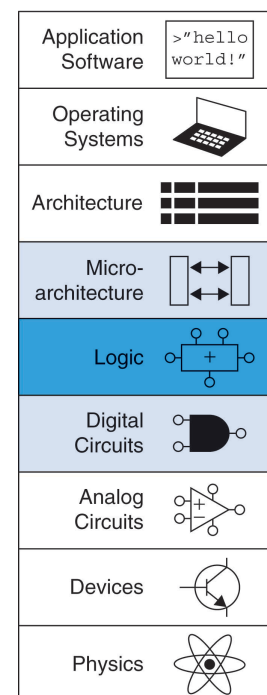 Application
Software
>"hello
world!"
Operating
Systems
Architecture
Micro-
architecture
Logic
+
Digital
Circuits
Analog
Circuits
+
−
Devices
Physics